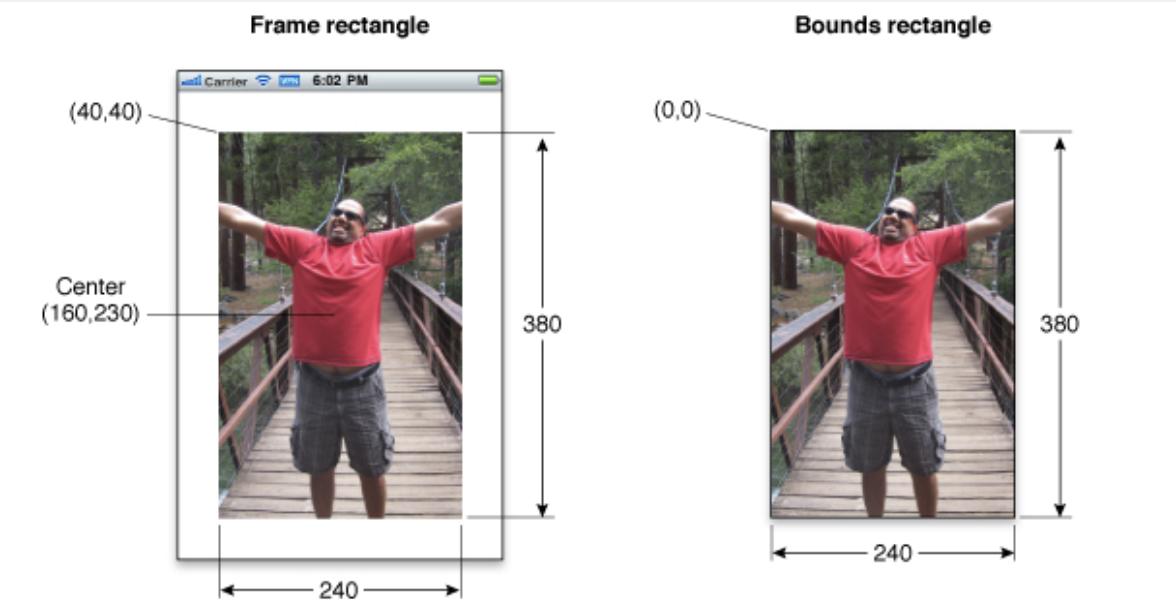 Frame rectangle
Bounds rectangle
Carrier VPN 6:02 PM
(40,40)
(0,0)
Center
(160,230)
380
380
240
240